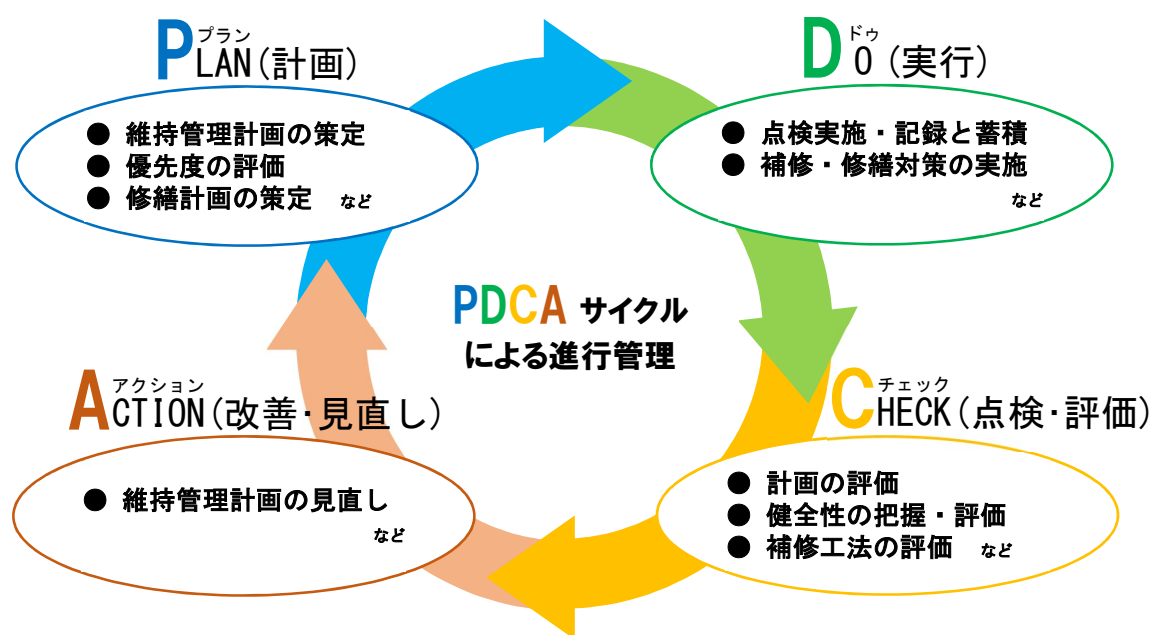 プラン
PLAN(計画)
● 維持管理計画の策定
● 優先度の評価
● 修繕計画の策定 など
ドゥ
DO(実行)
● 点検実施・記録と蓄積
● 補修・修繕対策の実施
など
PDCA サイクル
による進行管理
アクション
ACTION(改善・見直し)
● 維持管理計画の見直し
など
チェック
CHECK(点検・評価)
● 計画の評価
● 健全性の把握・評価
● 補修工法の評価 など